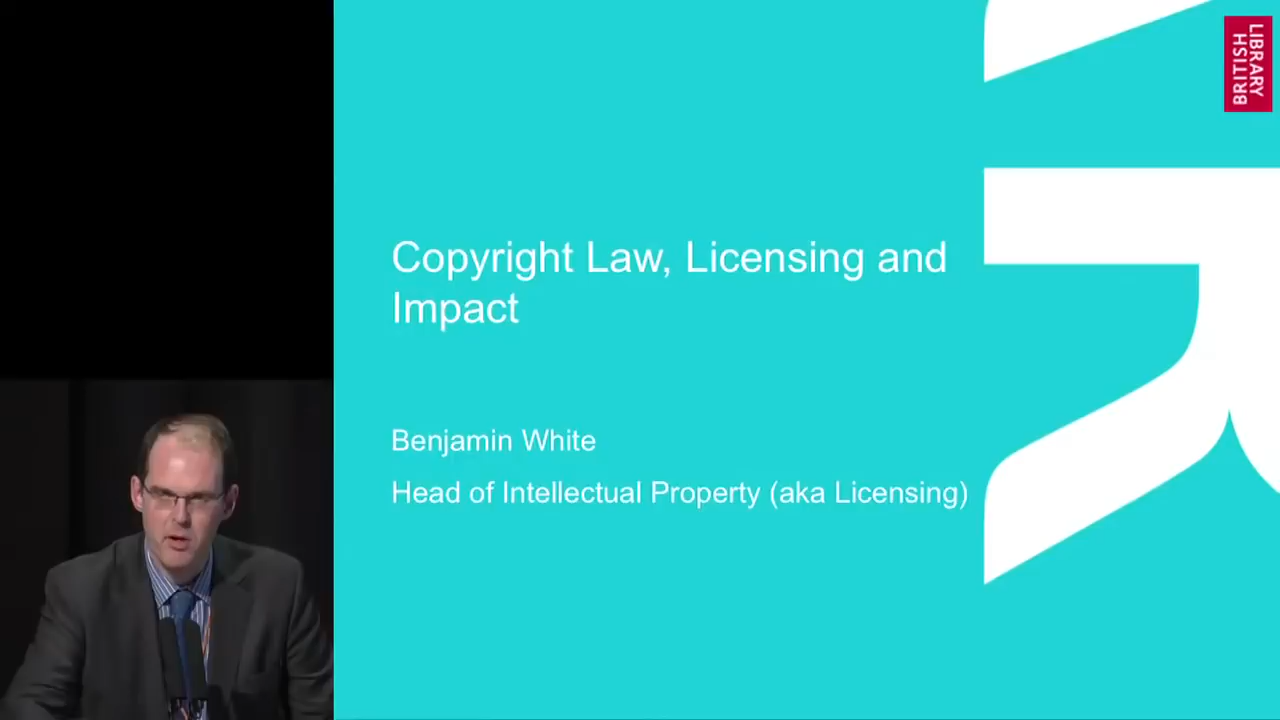 LIBRARY
BRITISH
Copyright Law, Licensing and
Impact
Benjamin White
Head of Intellectual Property (aka Licensing)